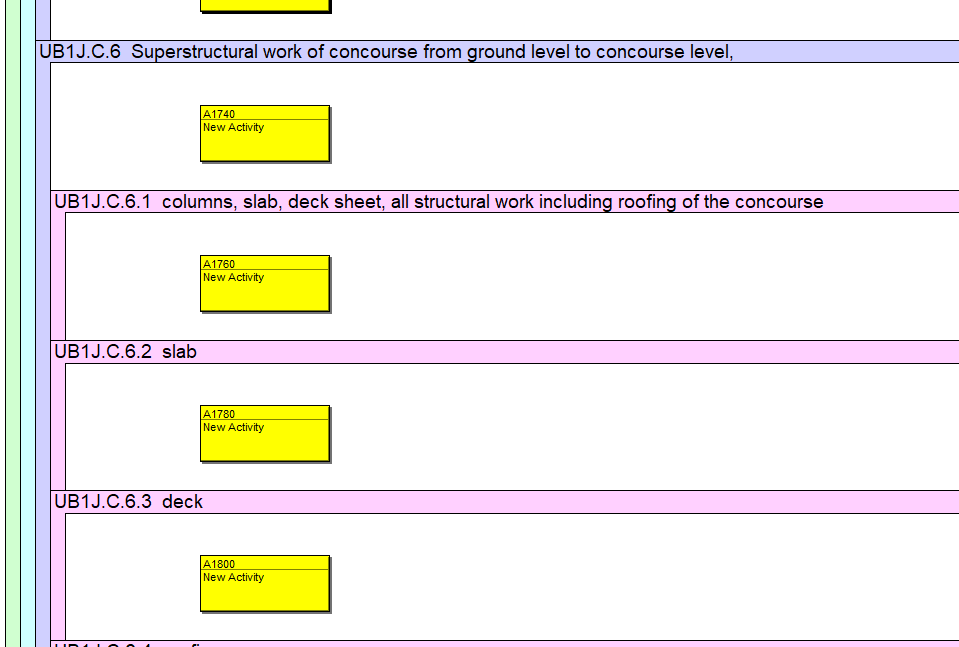 UB1J.C.6 Superstructural work of concourse from ground level to concourse level,
A1740
New Activity
UB1J.C.6.1 columns, slab, deck sheet, all structural work including roofing of the concourse
A1760
New Activity
UB1J.C.6.2 slab
A1780
New Activity
UB1J.C.6.3 deck
A1800
New Activity